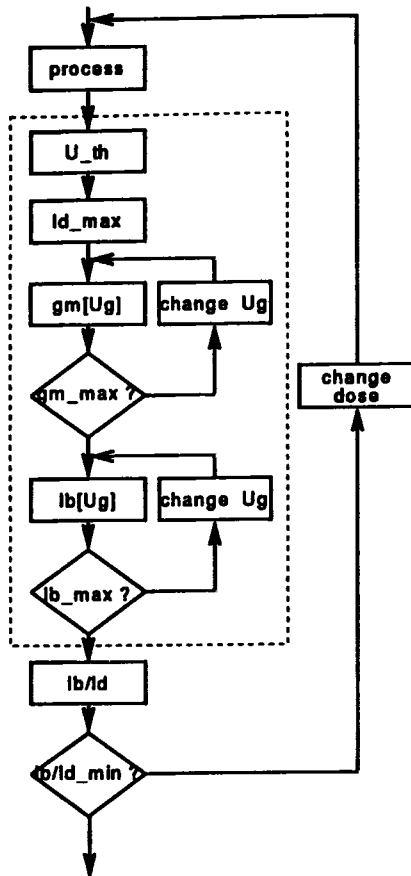 process
U_th
Id_max
gm[Ug]
change Ug
gm_max ?
change
dose
Ib[Ug]
change Ug
Ib_max ?
Ib/Id
Ib/Id_min ?